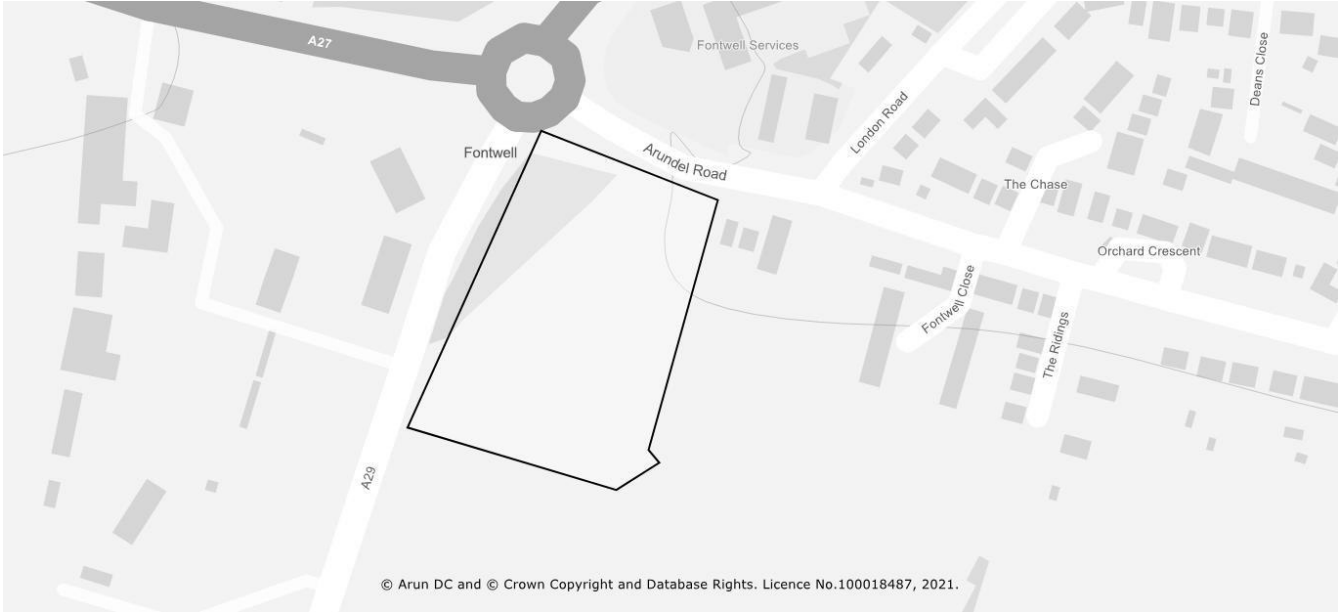 A27
Fontwell Services
Deans Close
London Road
Fontwell
Arundel Road
The Chase
Orchard Crescent
Fontwell Close
The Ridings
A29
© Arun DC and © Crown Copyright and Database Rights. Licence No.100018487, 2021.